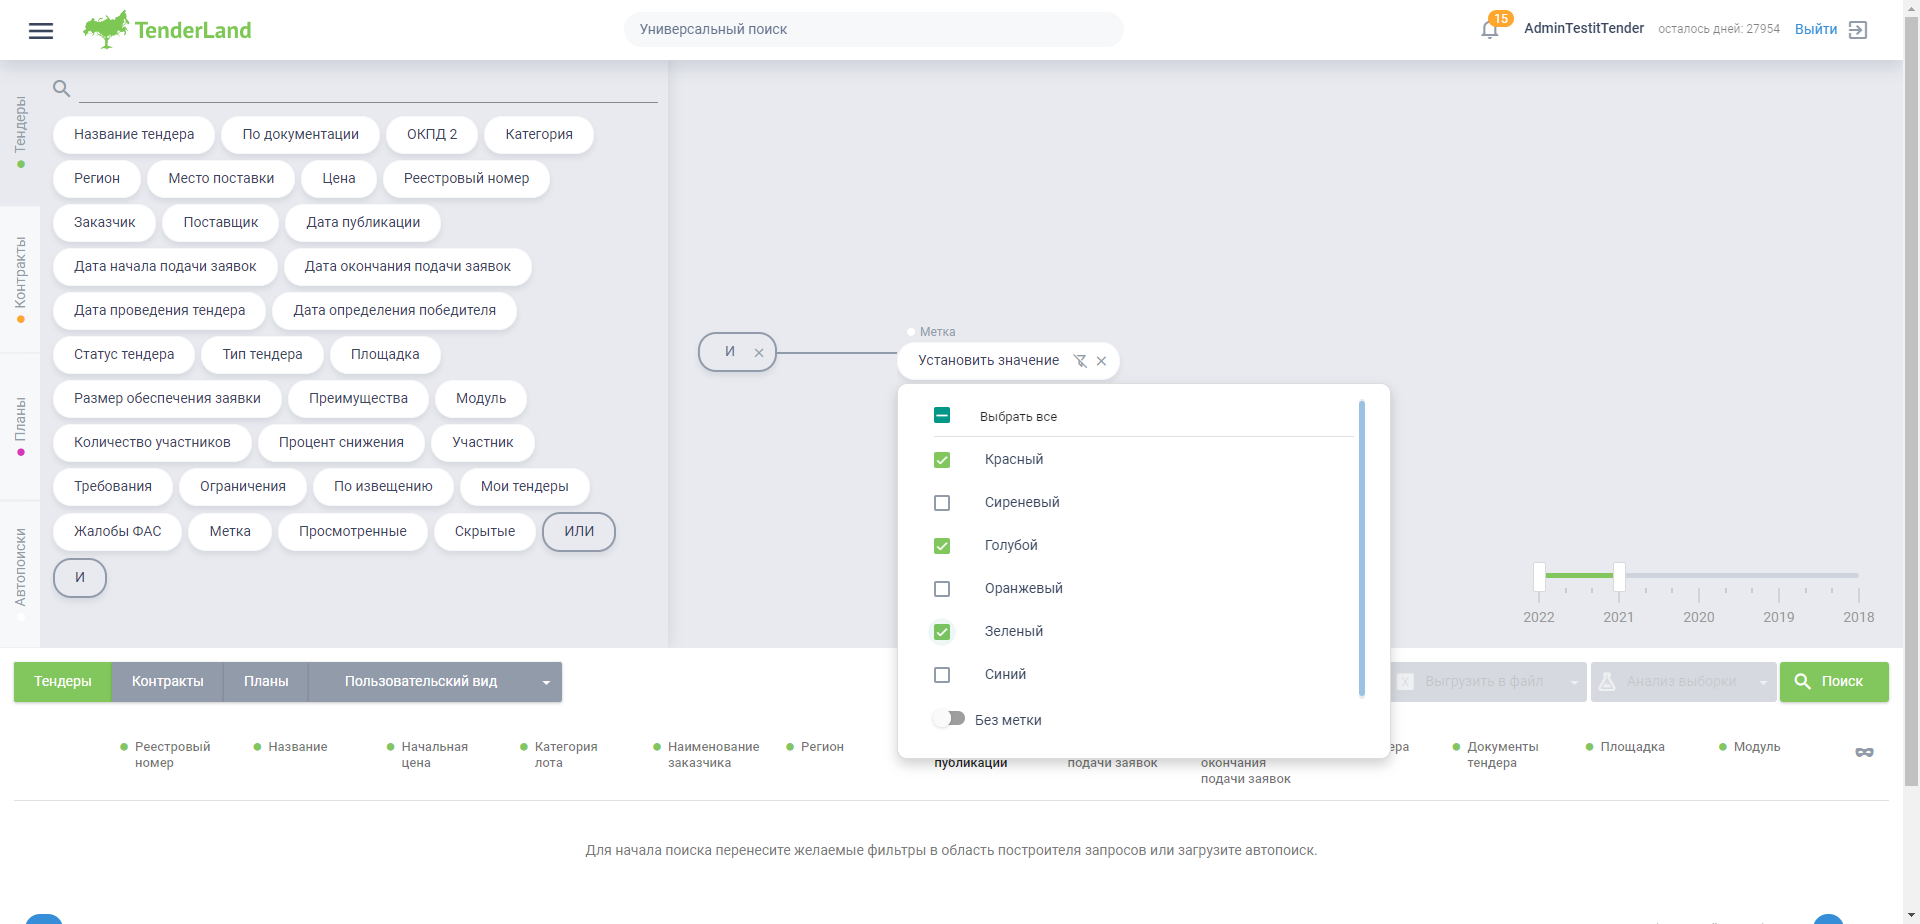 TenderLand
Универсальный поиск
15
AdminTestitTender
осталось дней: 27954
Выйти
Тендеры
Контракты
Планы
Автопоиски
Название тендера
По документации
ОКПД 2
Категория
Регион
Место поставки
Цена
Реестровый номер
Заказчик
Поставщик
Дата публикации
Дата начала подачи заявок
Дата окончания подачи заявок
Дата проведения тендера
Дата определения победителя
Статус тендера
Тип тендера
Площадка
Размер обеспечения заявки
Преимущества
Модуль
Количество участников
Процент снижения
Участник
Требования
Ограничения
По извещению
Мои тендеры
Жалобы ФАС
Метка
Просмотренные
Скрытые
ИЛИ
И
И
Метка
Установить значение
Выбрать все
Красный
Сиреневый
Голубой
Оранжевый
Зеленый
Синий
Без метки
2022
2021
2020
2019
2018
Тендеры
Контракты
Планы
Пользовательский вид
Выгрузить в файл
Анализ выборки
Поиск
Реестровый
номер
Название
Начальная
цена
Категория
лота
Наименование
заказчика
Регион
публикации
подачи заявок
окончания
подачи заявок
ера
Документы
тендера
Площадка
Модуль
Для начала поиска перенесите желаемые фильтры в область построителя запросов или загрузите автопоиск.